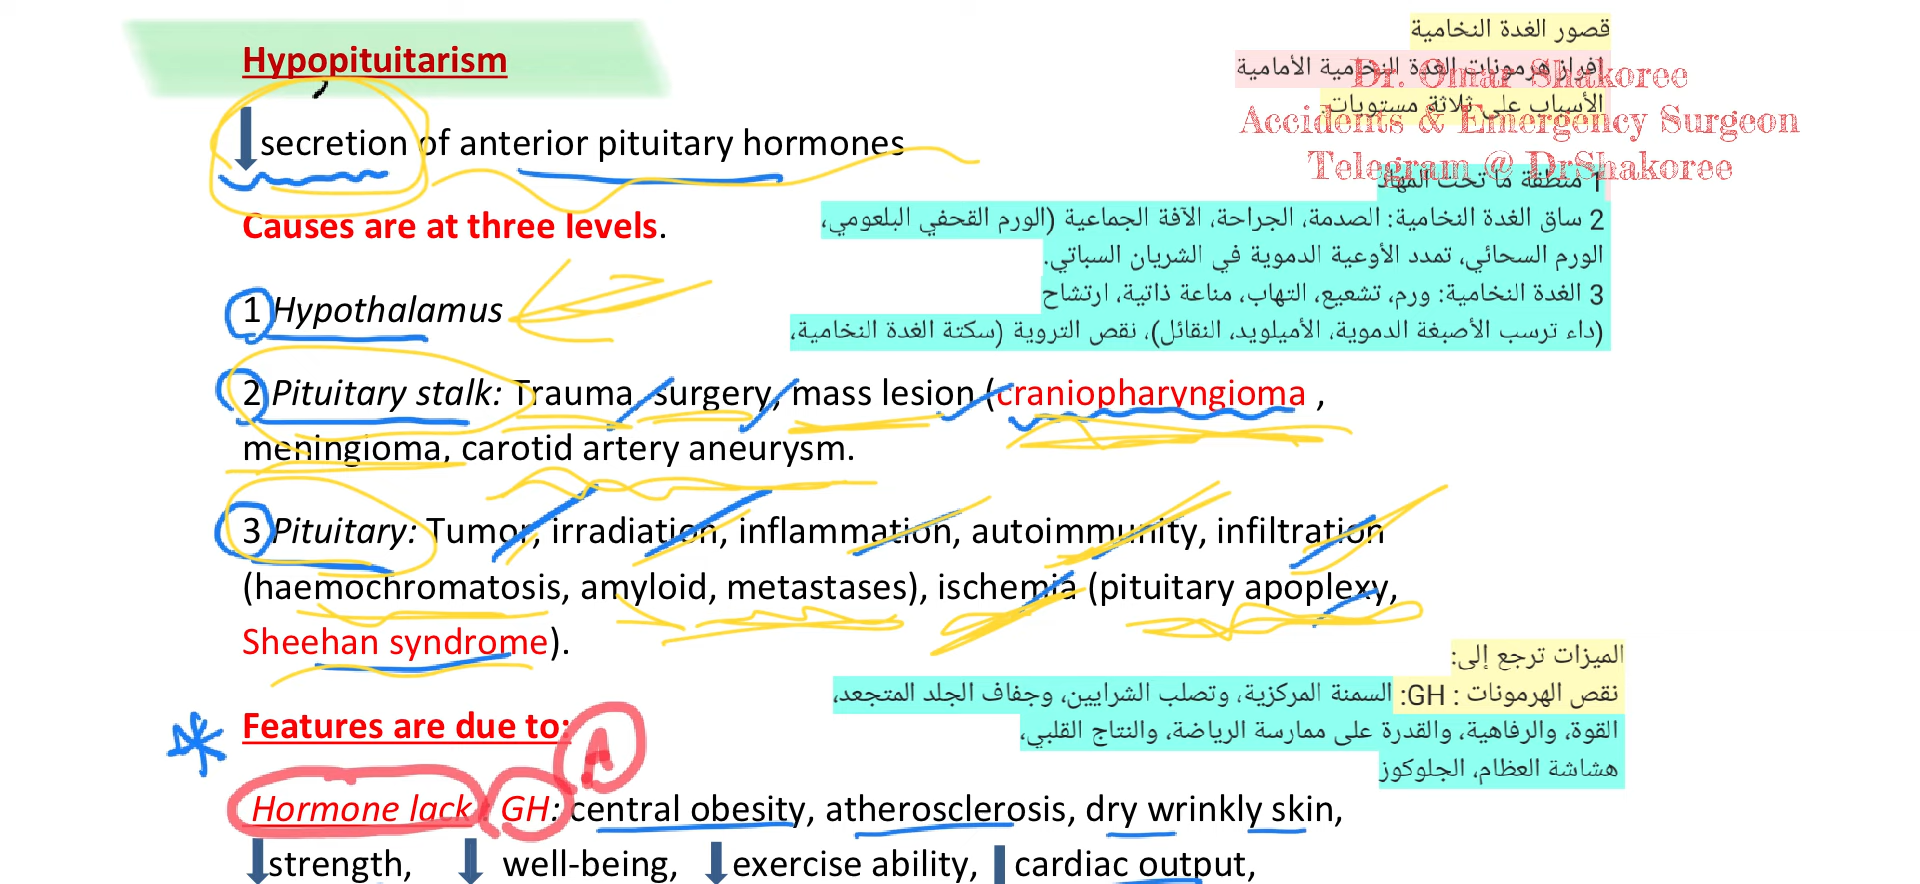 Hypopituitarism
secretion of anterior pituitary hormones
Causes are at three levels.
1 Hypothalamus
2 Pituitary stalk: Trauma, surgery, mass lesion (craniopharyngioma ,
meningioma, carotid artery aneurysm.
3 Pituitary: Tumor, irradiation, inflammation, autoimmunity, infiltration
(haemochromatosis, amyloid, metastases), ischemia (pituitary apoplexy,
Sheehan syndrome).
Features are due to:
A
Hormone lack : GH: central obesity, atherosclerosis, dry wrinkly skin,
strength, well-being, exercise ability, cardiac output,
قصور الغدة النخامية
إفراز هرمونات الغدة النخامية الأمامية
الأسباب على ثلاثة مستويات.
Dr. Omar Shakoree
Accidents & Emergency Surgeon
Telegram @ DrShakoree
1 منطقة ما تحت المهاد
2 ساق الغدة النخامية: الصدمة، الجراحة، الآفة الجماعية (الورم القحفي البلعومي،
الورم السحائي، تمدد الأوعية الدموية في الشريان السباتي.
3 الغدة النخامية: ورم، تشعيع، التهاب، مناعة ذاتية، ارتشاح
(داء ترسب الأصبغة الدموية، الأميلويد، النقائل)، نقص التروية (سكتة الغدة النخامية،
الميزات ترجع إلى:
نقص الهرمونات : GH: السمنة المركزية، وتصلب الشرايين، وجفاف الجلد المتجعد،
القوة، والرفاهية، والقدرة على ممارسة الرياضة، والنتاج القلبي،
هشاشة العظام، الجلوكوز